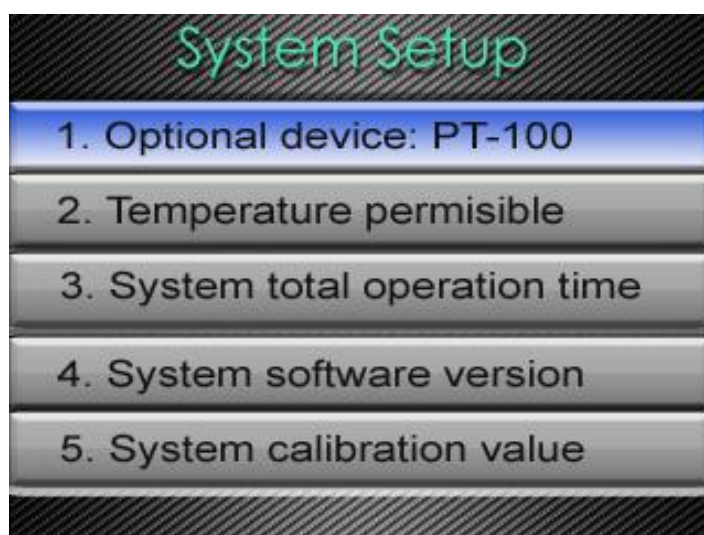 System Setup
1. Optional device: PT-100
2. Temperature permisible
3. System total operation time
4. System software version
5. System calibration value